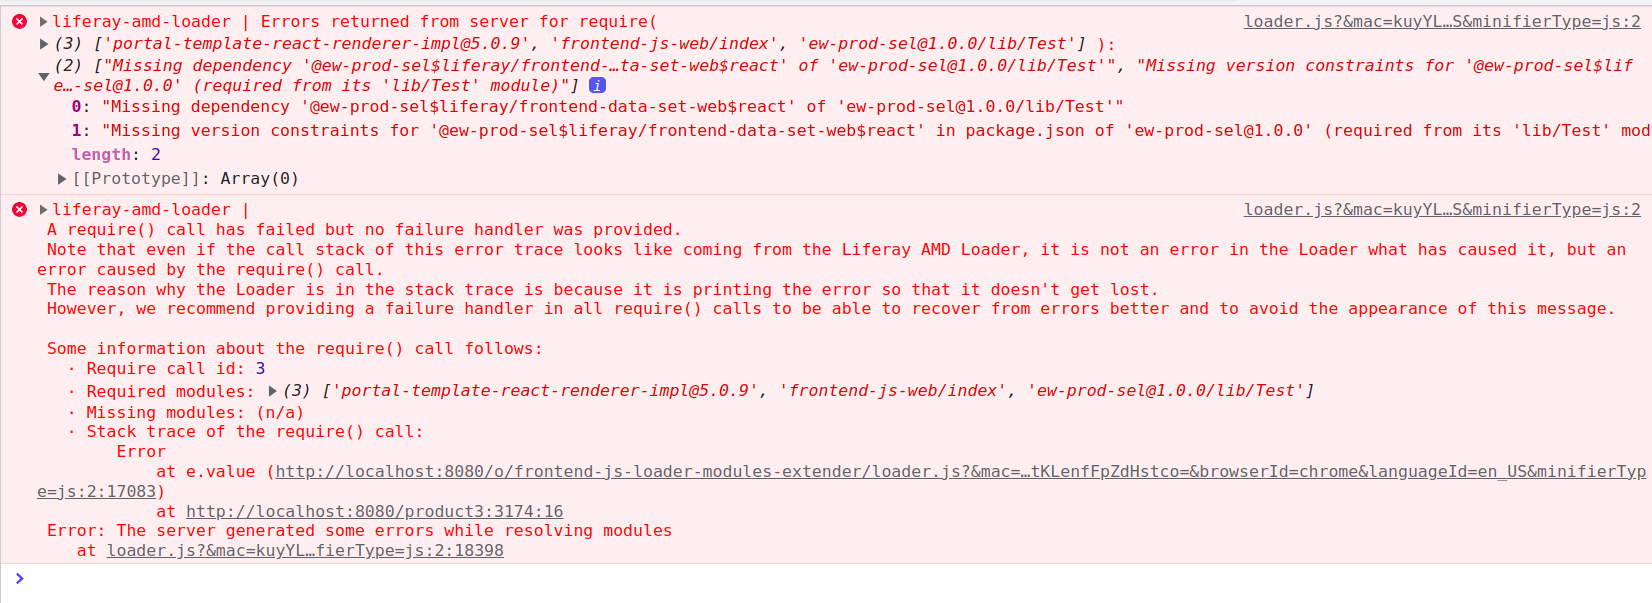 liferay-amd-loader | Errors returned from server for require( loader.js?&mac=kuyYL…S&minifierType=js:2
(3) ['portal-template-react-renderer-impl@5.0.9', 'frontend-js-web/index', 'ew-prod-sel@1.0.0/lib/Test'] ):
(2) ["Missing dependency '@ew-prod-sel$liferay/frontend-…ta-set-web$react' of 'ew-prod-sel@1.0.0/lib/Test'", "Missing version constraints for '@ew-prod-sel$lif
e…-sel@1.0.0' (required from its 'lib/Test' module)"] i
0: "Missing dependency '@ew-prod-sel$liferay/frontend-data-set-web$react' of 'ew-prod-sel@1.0.0/lib/Test'"
1: "Missing version constraints for '@ew-prod-sel$liferay/frontend-data-set-web$react' in package.json of 'ew-prod-sel@1.0.0' (required from its 'lib/Test' mod
length: 2
[[Prototype]]: Array(0)
liferay-amd-loader | loader.js?&mac=kuyYL…S&minifierType=js:2
A require() call has failed but no failure handler was provided.
Note that even if the call stack of this error trace looks like coming from the Liferay AMD Loader, it is not an error in the Loader what has caused it, but an
error caused by the require() call.
The reason why the Loader is in the stack trace is because it is printing the error so that it doesn't get lost.
However, we recommend providing a failure handler in all require() calls to be able to recover from errors better and to avoid the appearance of this message.
Some information about the require() call follows:
· Require call id: 3
· Required modules: (3) ['portal-template-react-renderer-impl@5.0.9', 'frontend-js-web/index', 'ew-prod-sel@1.0.0/lib/Test']
· Missing modules: (n/a)
· Stack trace of the require() call:
Error
at e.value (http://localhost:8080/o/frontend-js-loader-modules-extender/loader.js?&mac=…tKLenfFpZdHstco=&browserId=chrome&languageId=en_US&minifierTyp
e=js:2:17083)
at http://localhost:8080/product3:3174:16
Error: The server generated some errors while resolving modules
at loader.js?&mac=kuyYL…fierType=js:2:18398